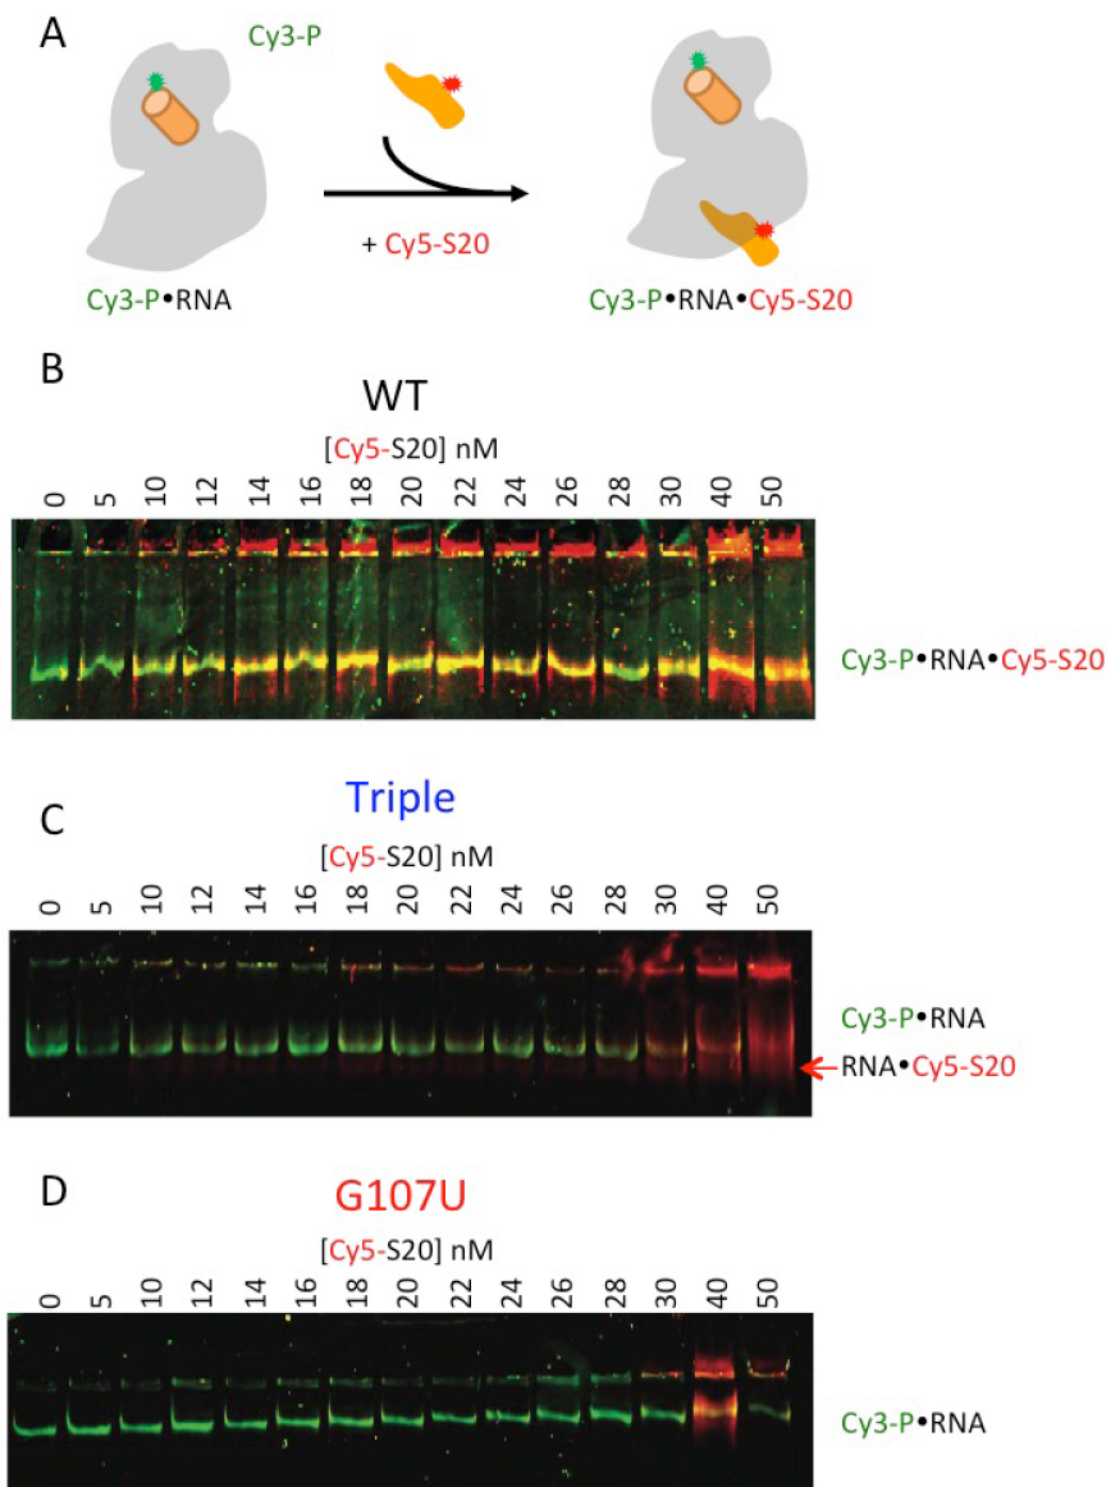 A
Cy3-P
+ Cy5-S20
Cy3-P•RNA
Cy3-P•RNA•Cy5-S20
B
WT
[Cy5-S20] nM
0 5 10 12 14 16 18 20 22 24 26 28 30 40 50
Cy3-P•RNA•Cy5-S20
C
Triple
[Cy5-S20] nM
0 5 10 12 14 16 18 20 22 24 26 28 30 40 50
Cy3-P•RNA
RNA•Cy5-S20
D
G107U
[Cy5-S20] nM
0 5 10 12 14 16 18 20 22 24 26 28 30 40 50
Cy3-P•RNA